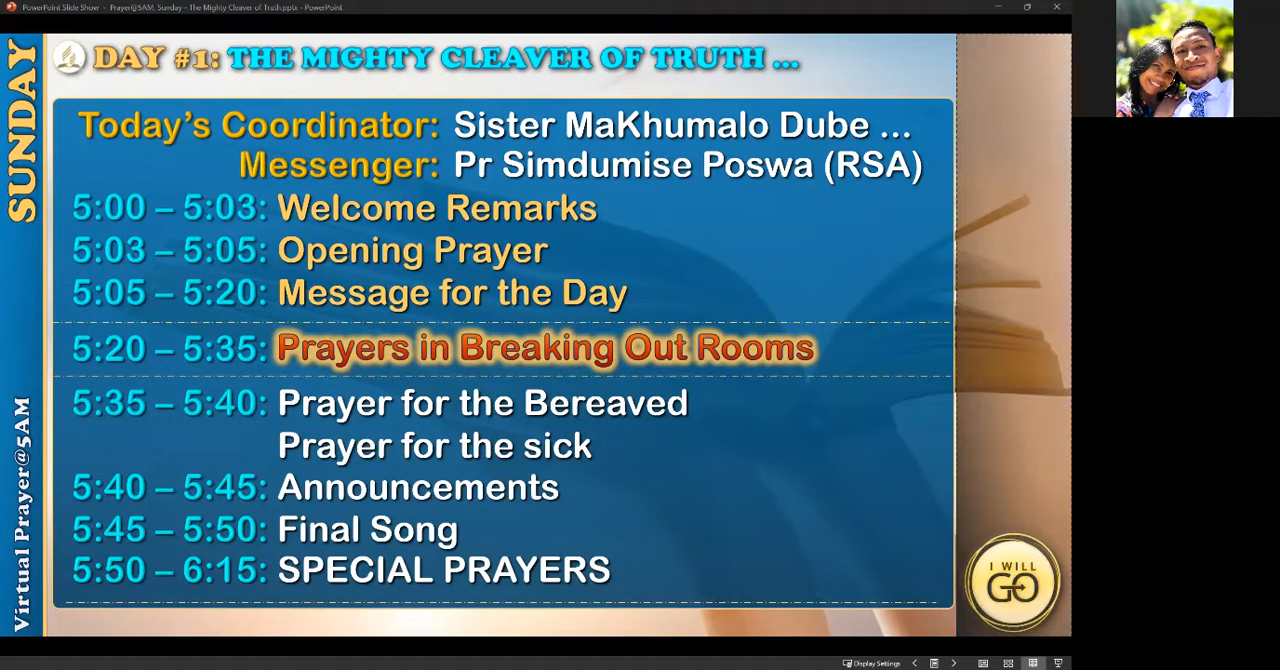 PowerPoint Slide Show - Prayer@5AM, Sunday – The Mighty Cleaver of Truth.pptx - PowerPoint
SUNDAY
Virtual Prayer@5AM
DAY #1: THE MIGHTY CLEAVER OF TRUTH ...
Today's Coordinator: Sister MaKhumalo Dube ...
Messenger: Pr Simdumise Poswa (RSA)
5:00 – 5:03: Welcome Remarks
5:03 – 5:05: Opening Prayer
5:05 – 5:20: Message for the Day
5:20 – 5:35: Prayers in Breaking Out Rooms
5:35 – 5:40: Prayer for the Bereaved
Prayer for the sick
5:40 – 5:45: Announcements
5:45 – 5:50: Final Song
5:50 – 6:15: SPECIAL PRAYERS
I WILL
GO
Display Settings